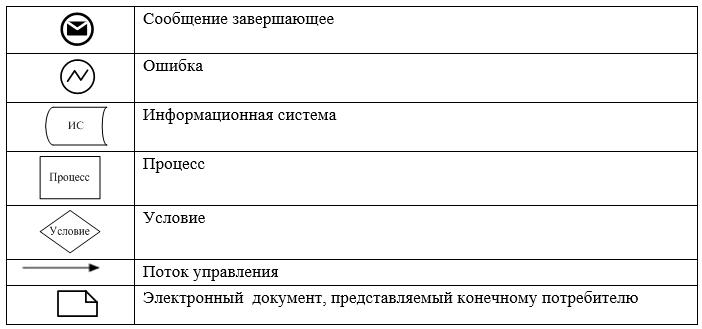 Сообщение завершающее
Ошибка
ИС
Информационная система
Процесс
Процесс
Условие
Условие
Поток управления
Электронный документ, представляемый конечному потребителю